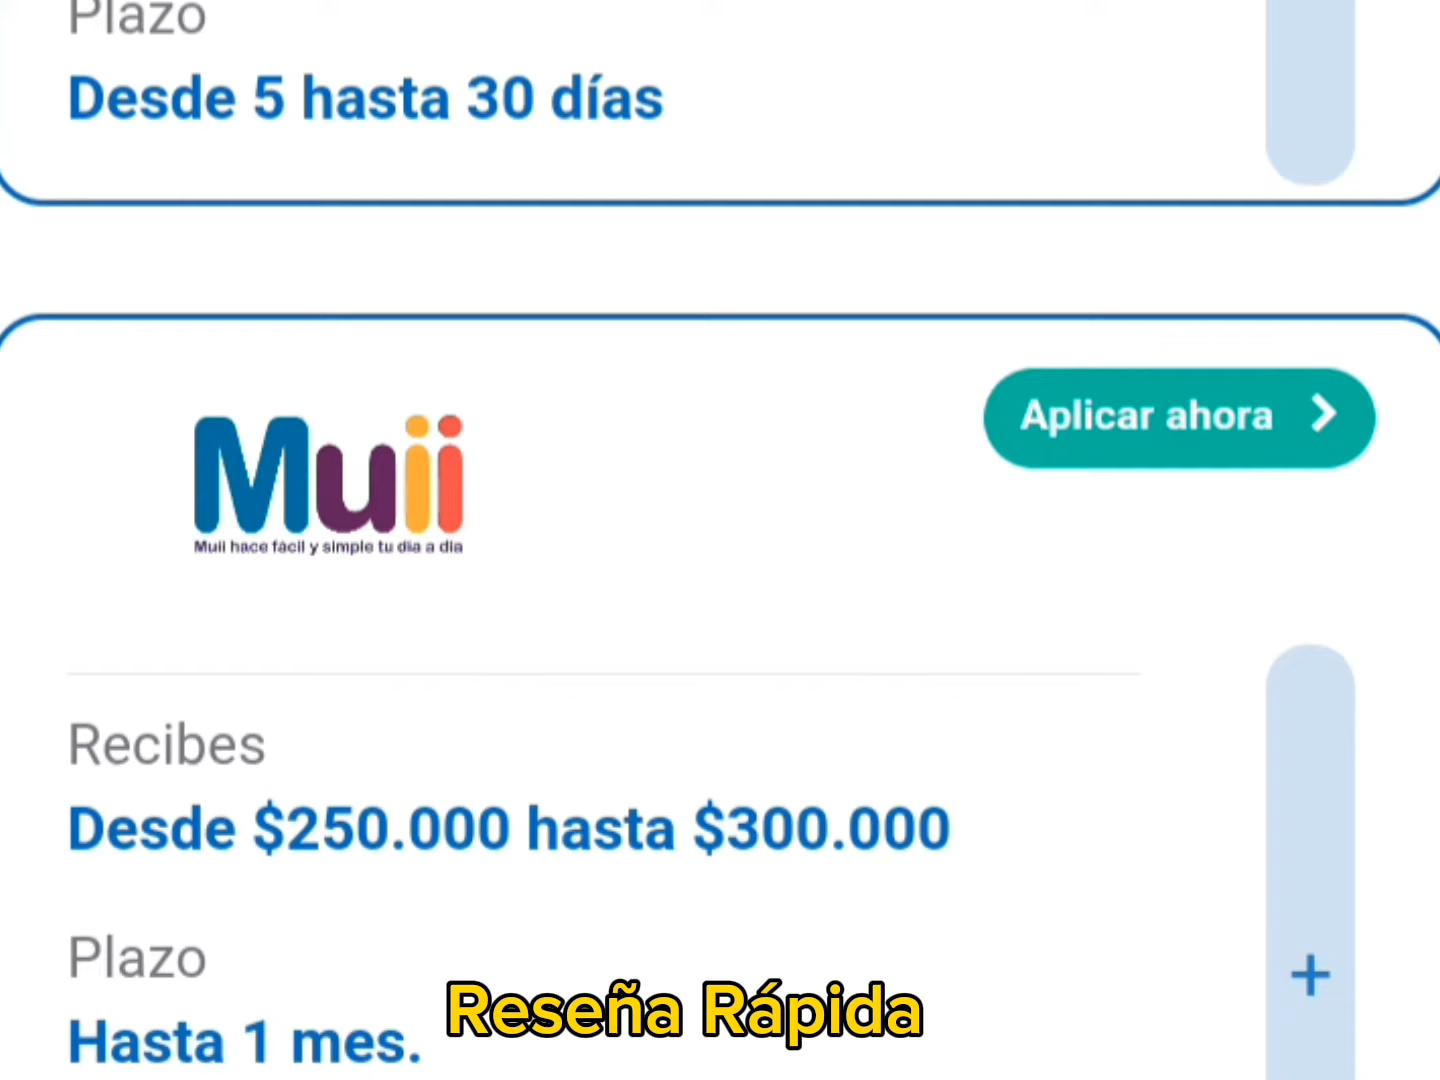 Plazo
Desde 5 hasta 30 días
Muii
Aplicar ahora
Muii hace fácil y simple tu día a día
Recibes
Desde $250.000 hasta $300.000
Plazo
+
Hasta 1 mes.
Reseña Rápida